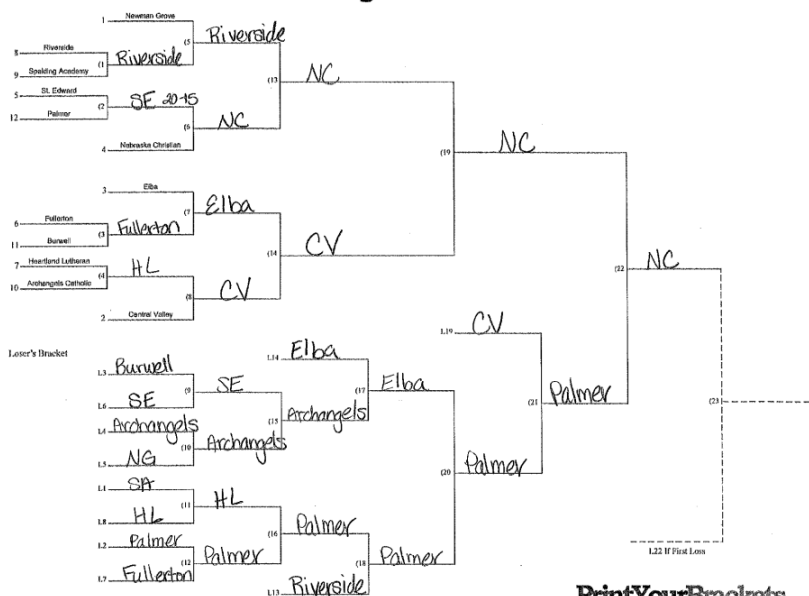 1 Newman Grove
(5 Riverside
8 Riverside
(1 Riverside
9 Spalding Academy
(13 NC
5 St. Edward
(2 SE 20-15
12 Palmer
(6 NC
4 Nebraska Christian
(19 NC
3 Elba
(7 Elba
6 Fullerton
(3 Fullerton
11 Burwell
(14 CV
7 Heartland Lutheran
(4 HL
10 Archangels Catholic
(8 CV
2 Central Valley
(22 NC
Loser's Bracket
L3 Burwell
(9 SE
L6 SE
L4 Archangels
(10 Archangels
L5 NG
(15 Archangels
L14 Elba
(17 Elba
L1 SA
(11 HL
L8 HL
L2 Palmer
(12 Palmer
L7 Fullerton
(16 Palmer
L13 Riverside
(18 Palmer
(20 Palmer
L19 CV
(21 Palmer
(23
L22 If First Loss
PrintYourBrackets